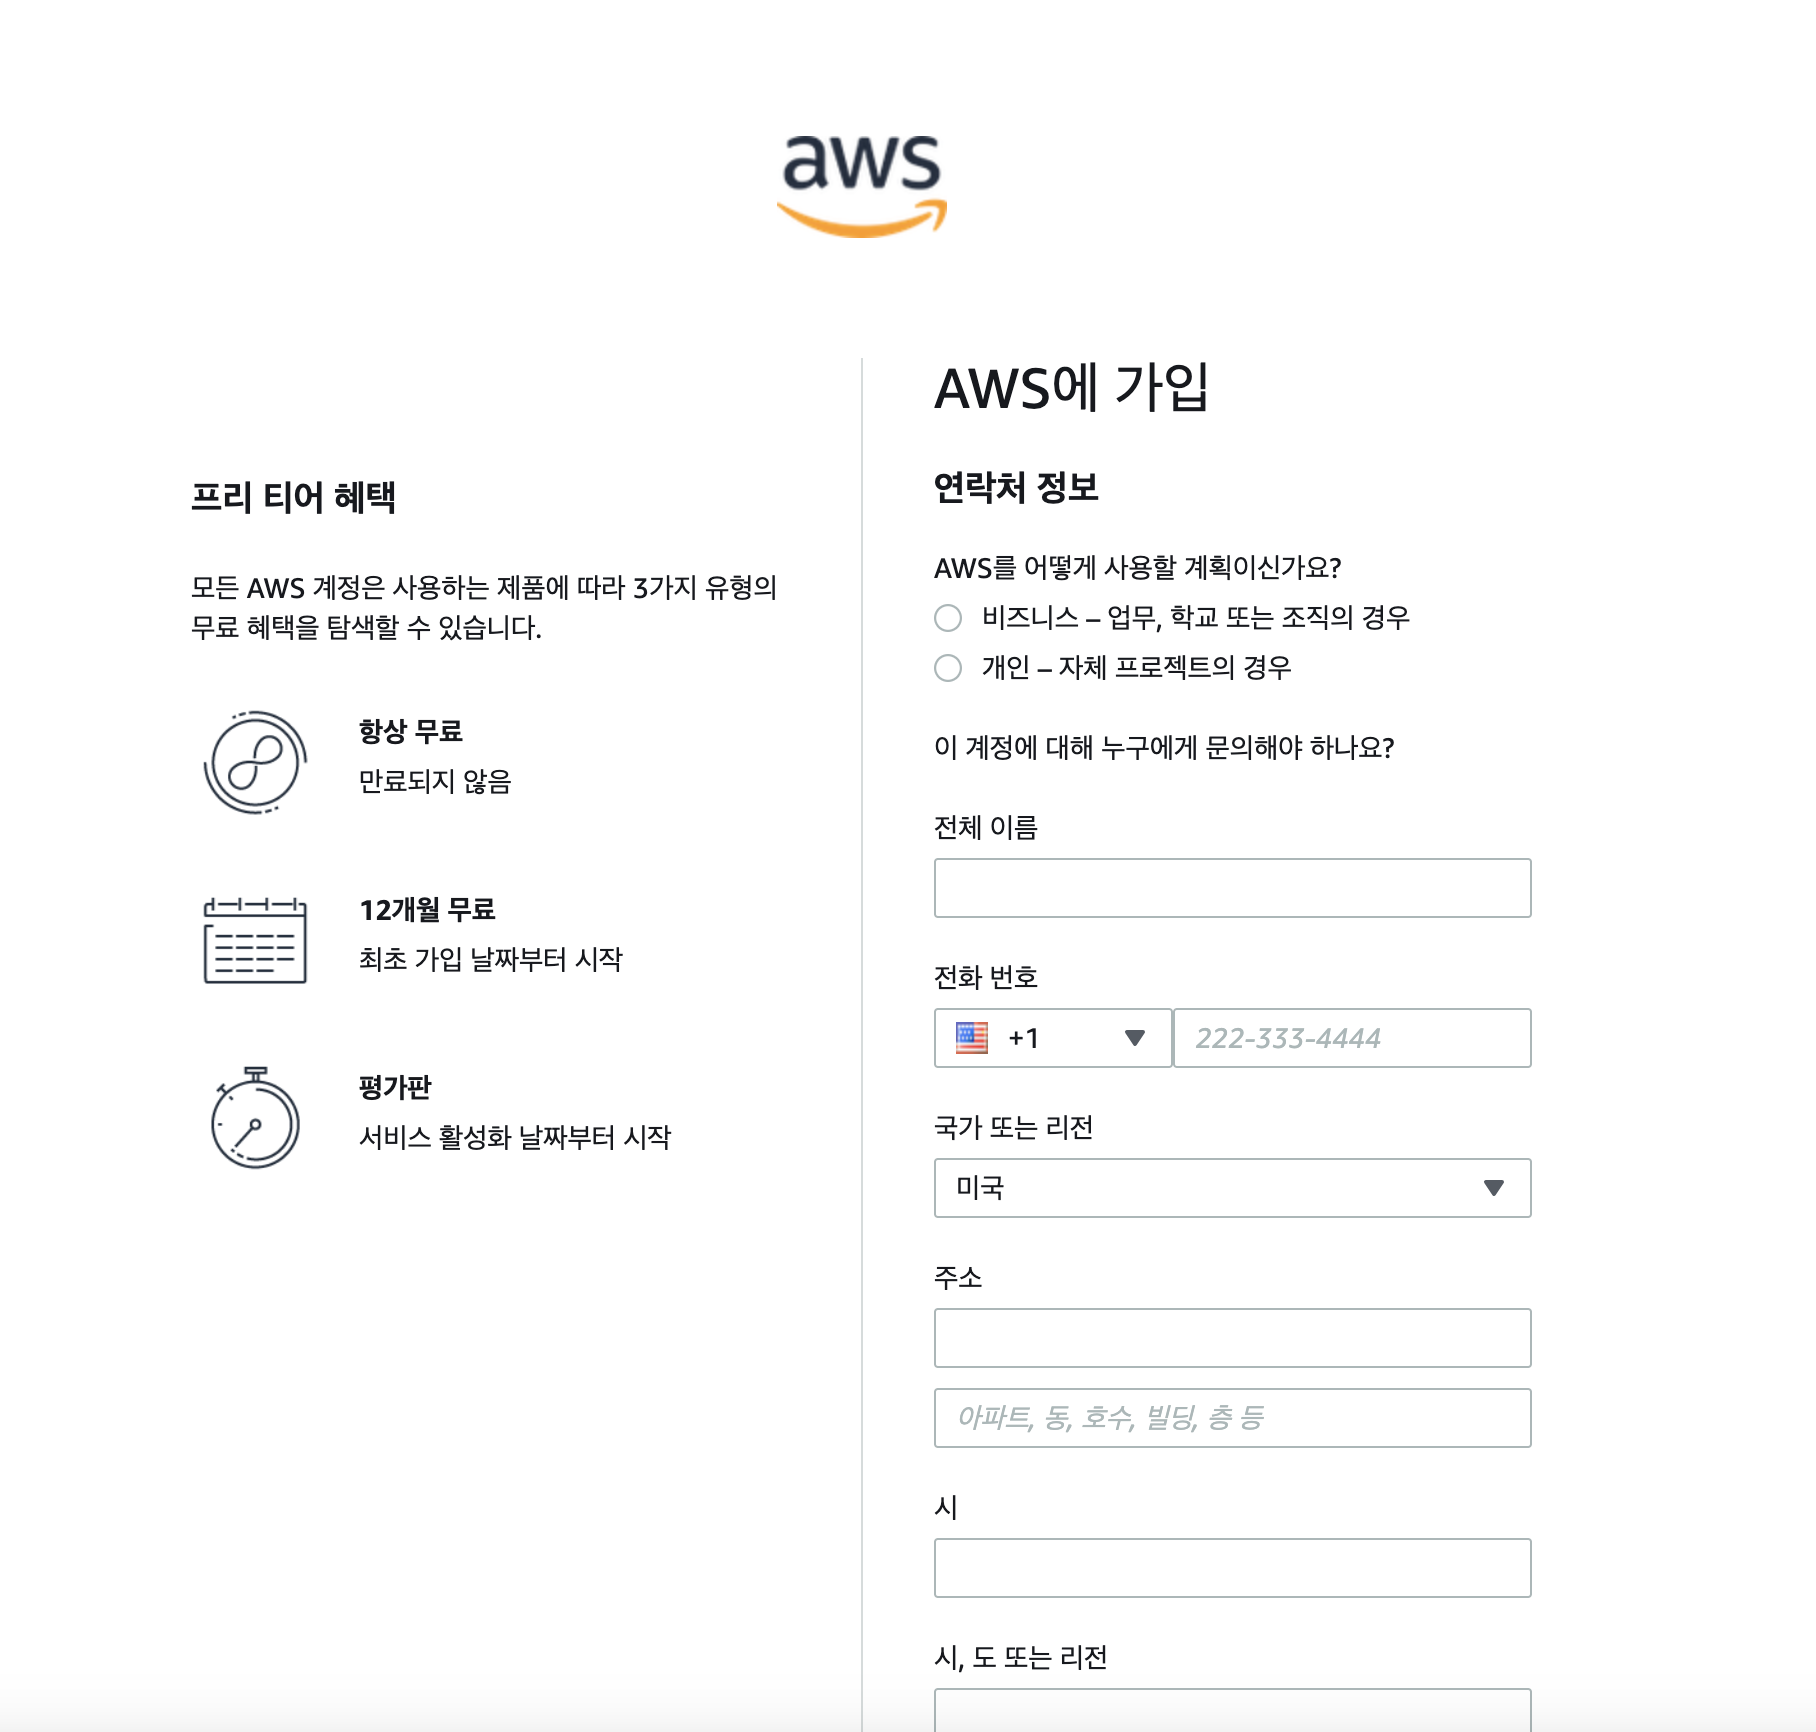 aws
프리 티어 혜택
모든 AWS 계정은 사용하는 제품에 따라 3가지 유형의
무료 혜택을 탐색할 수 있습니다.
항상 무료
만료되지 않음
12개월 무료
최초 가입 날짜부터 시작
평가판
서비스 활성화 날짜부터 시작
AWS에 가입
연락처 정보
AWS를 어떻게 사용할 계획이신가요?
비즈니스 – 업무, 학교 또는 조직의 경우
개인 – 자체 프로젝트의 경우
이 계정에 대해 누구에게 문의해야 하나요?
전체 이름
전화 번호
+1 222-333-4444
국가 또는 리전
미국
주소
아파트, 동, 호수, 빌딩, 층 등
시
시, 도 또는 리전